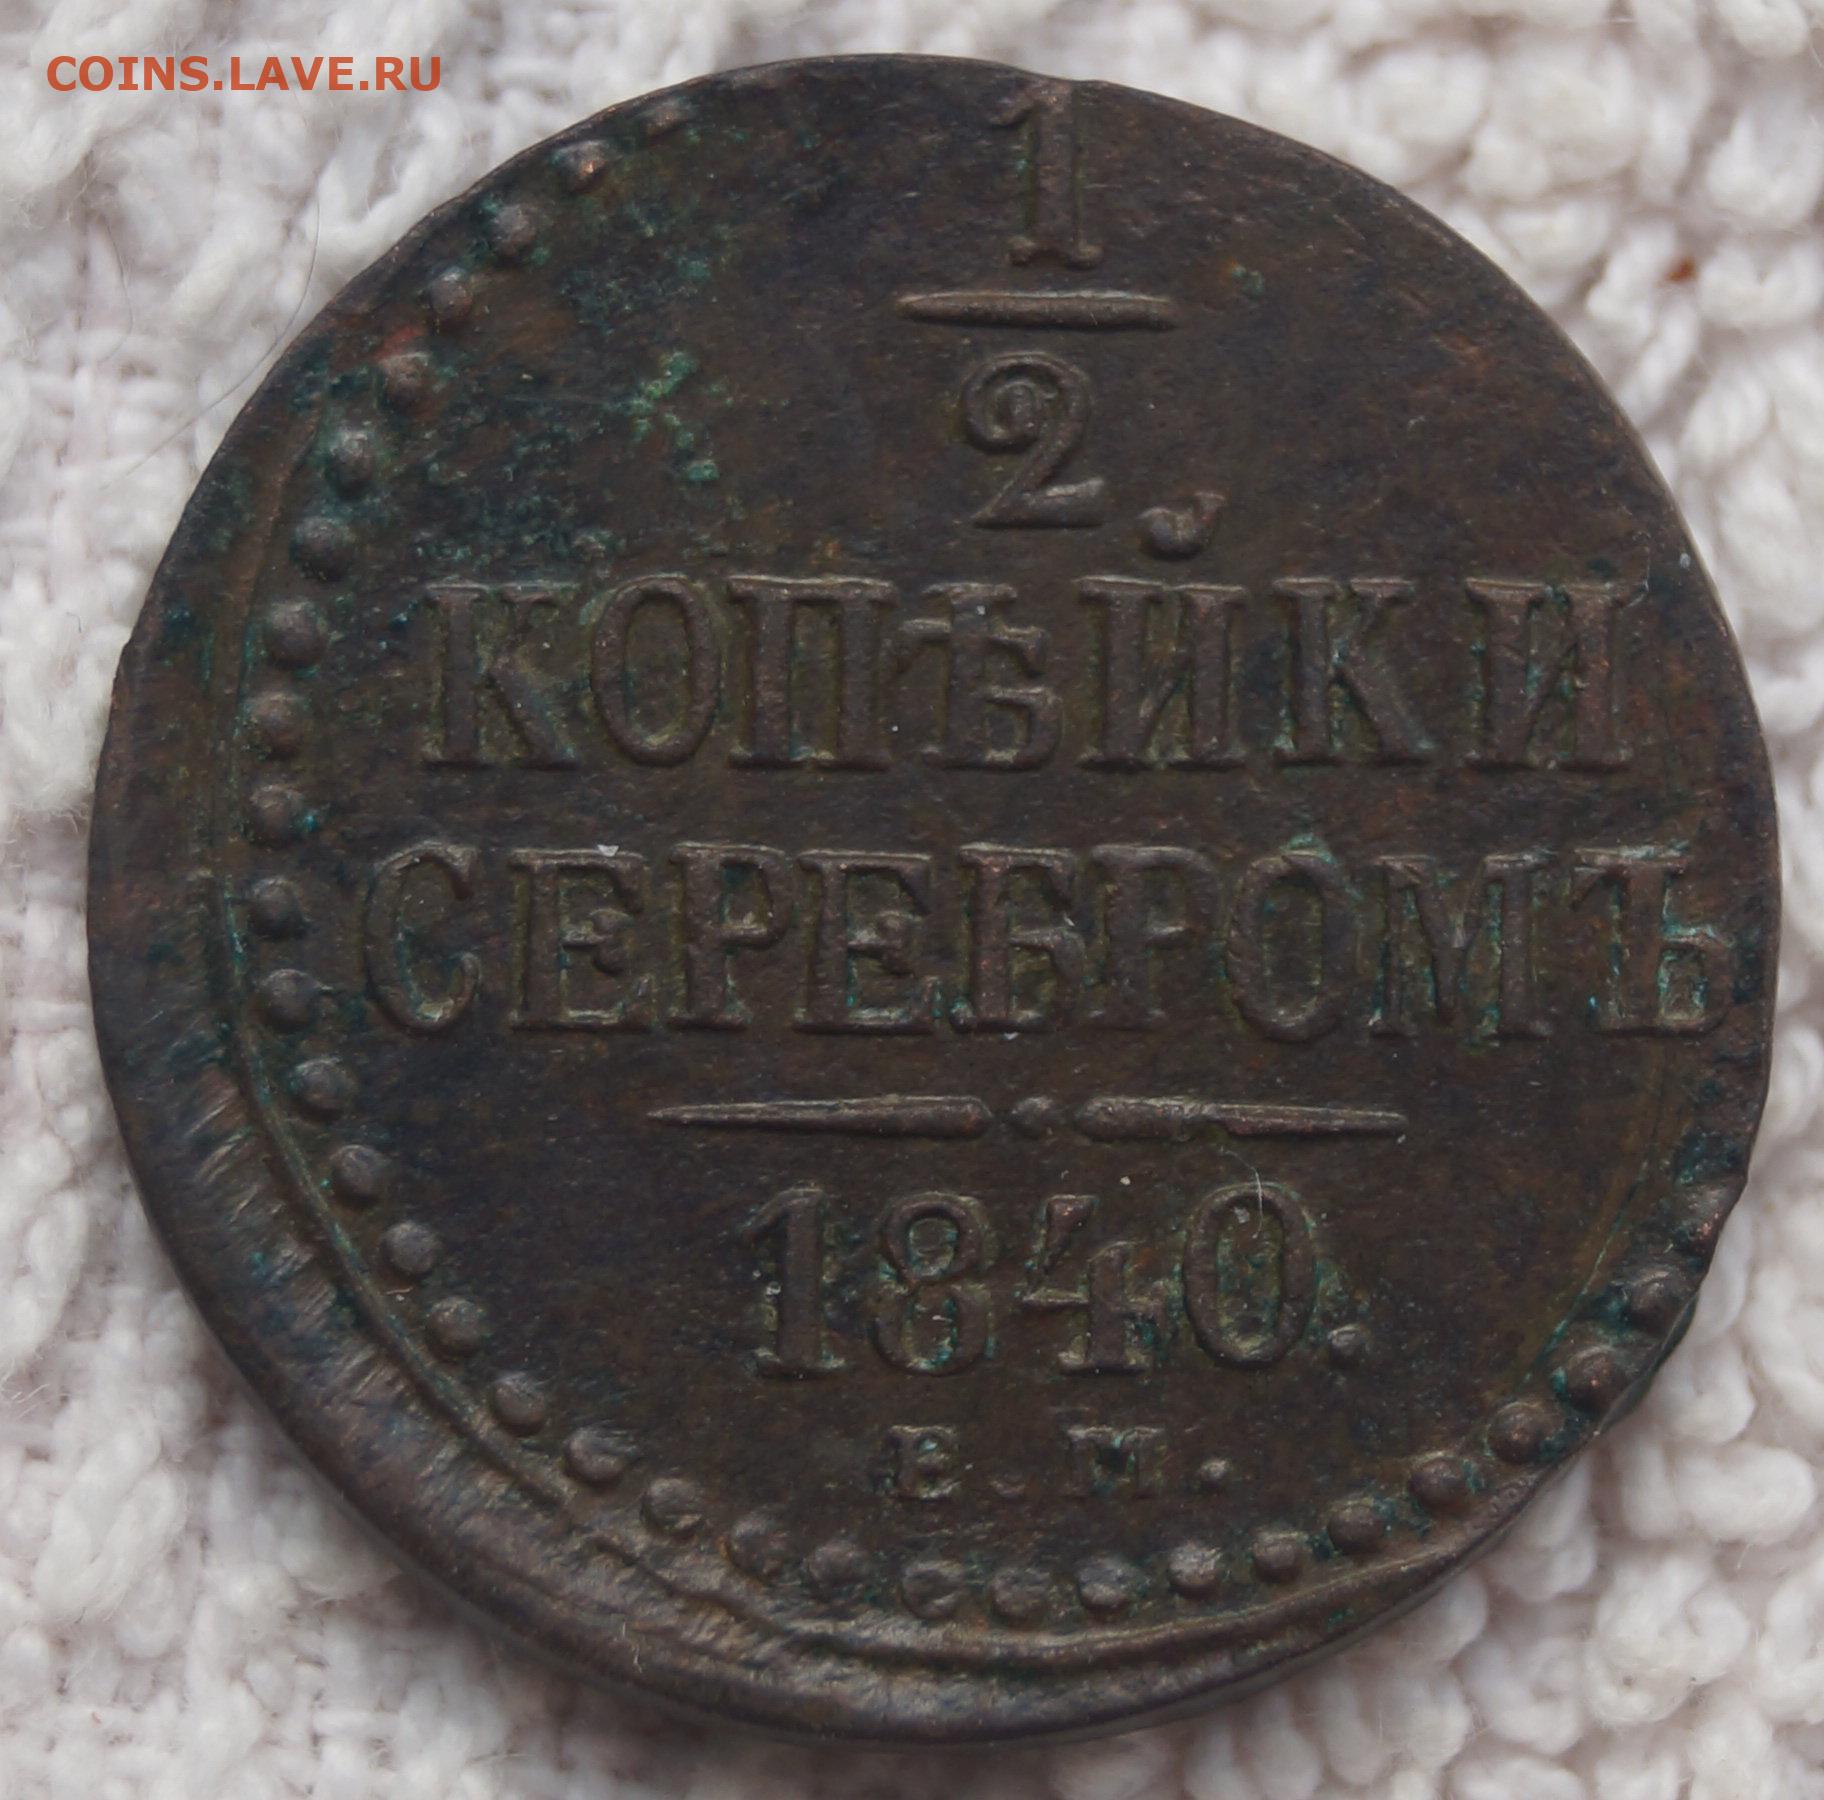 COINS.LAVE.RU
1
2.
КОПѢЙКИ
СЕРЕБРОМЪ
1840.
Е.М.